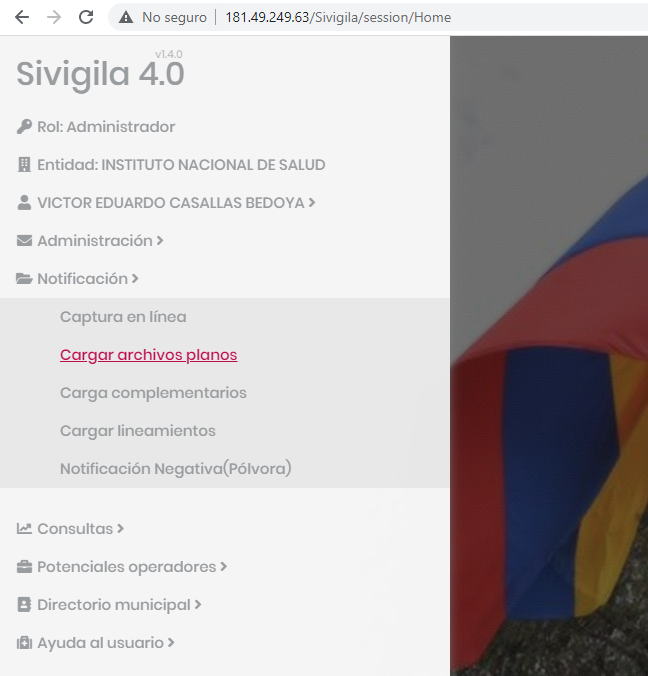 No seguro
181.49.249.63/Sivigila/session/Home
v1.4.0
Sivigila 4.0
Rol: Administrador
Entidad: INSTITUTO NACIONAL DE SALUD
VICTOR EDUARDO CASALLAS BEDOYA
Administración
Notificación
Captura en línea
Cargar archivos planos
Carga complementarios
Cargar lineamientos
Notificación Negativa(Pólvora)
Consultas
Potenciales operadores
Directorio municipal
Ayuda al usuario